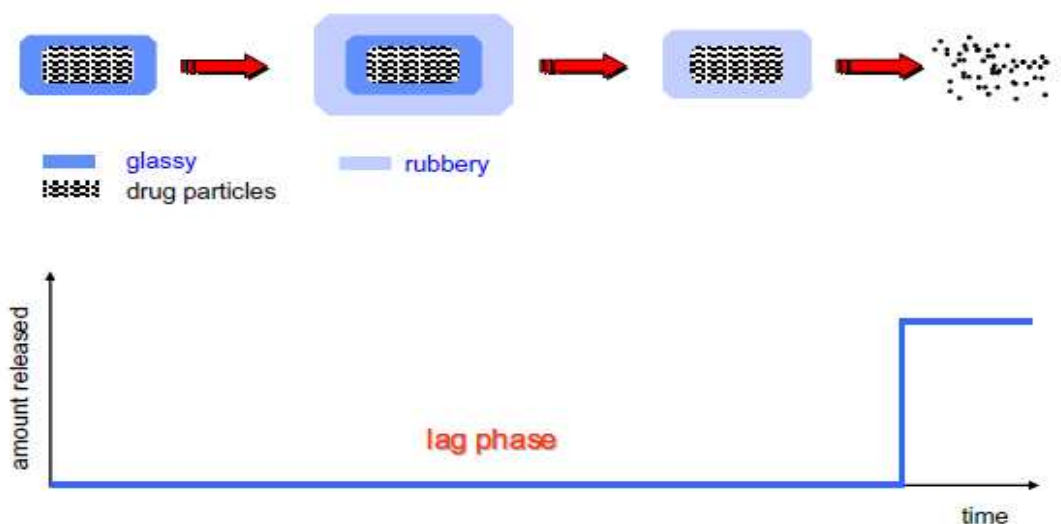 glassy
rubbery
drug particles
amount released
lag phase
time